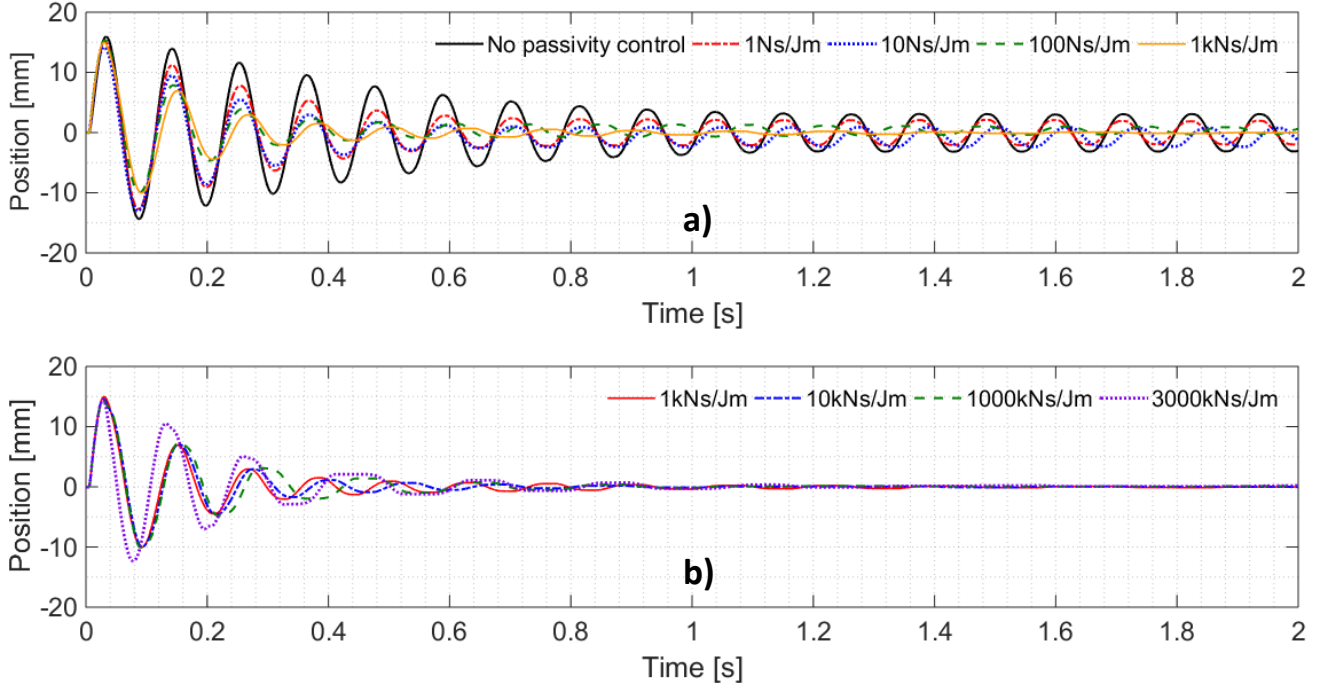 20
10
0
-10
-20
Position [mm]
No passivity control 1Ns/Jm 10Ns/Jm 100Ns/Jm 1kNs/Jm
a)
0 0.2 0.4 0.6 0.8 1 1.2 1.4 1.6 1.8 2
Time [s]
20
10
0
-10
-20
Position [mm]
1kNs/Jm 10kNs/Jm 1000kNs/Jm 3000kNs/Jm
b)
0 0.2 0.4 0.6 0.8 1 1.2 1.4 1.6 1.8 2
Time [s]